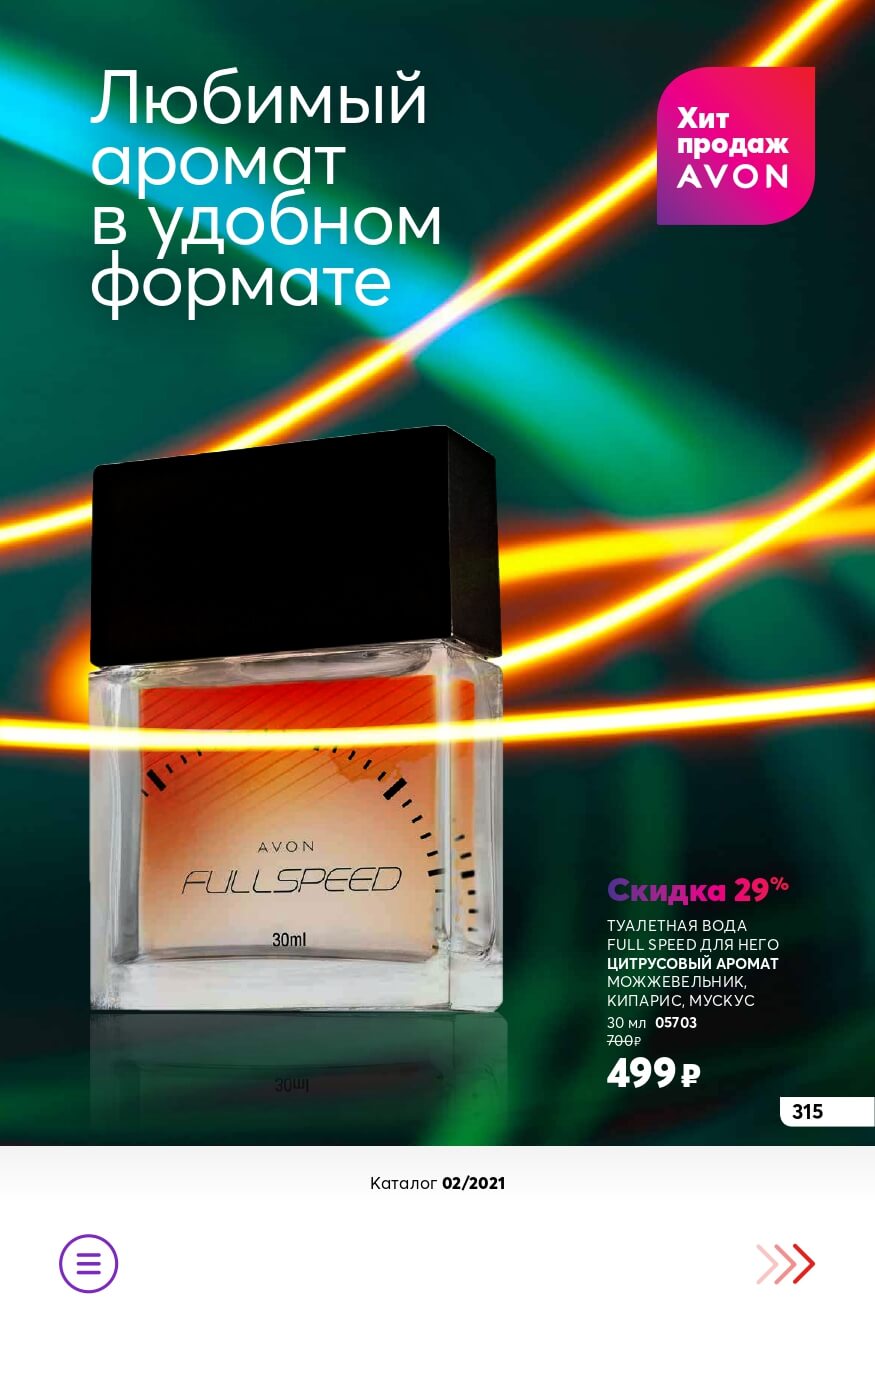 Любимый
аромат
в удобном
формате
Хит
продаж
AVON
AVON
FULLSPEED
30ml
Скидка 29%
ТУАЛЕТНАЯ ВОДА
FULL SPEED ДЛЯ НЕГО
ЦИТРУСОВЫЙ АРОМАТ
МОЖЖЕВЕЛЬНИК,
КИПАРИС, МУСКУС
30 мл 05703
700₽
499 ₽
315
Каталог 02/2021